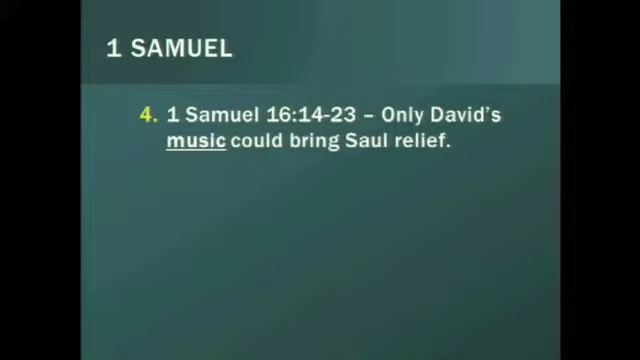 1 SAMUEL
4. 1 Samuel 16:14-23 – Only David's
music could bring Saul relief.